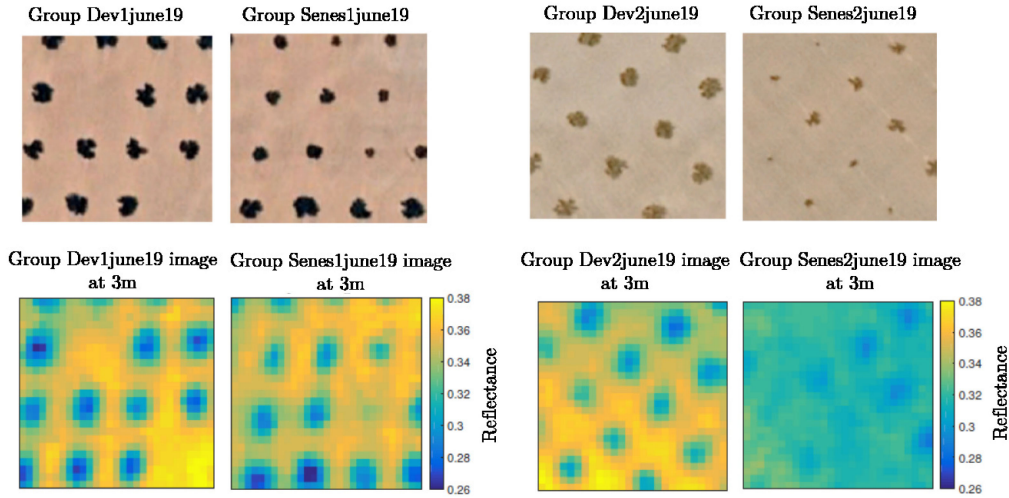 Group Dev1june19
Group Senes1june19
Group Dev2june19
Group Senes2june19
Group Dev1june19 image
at 3m
Group Senes1june19 image
at 3m
0.38
0.36
0.34
0.32
0.3
0.28
0.26
Reflectance
Group Dev2june19 image
at 3m
Group Senes2june19 image
at 3m
0.38
0.36
0.34
0.32
0.3
0.28
0.26
Reflectance